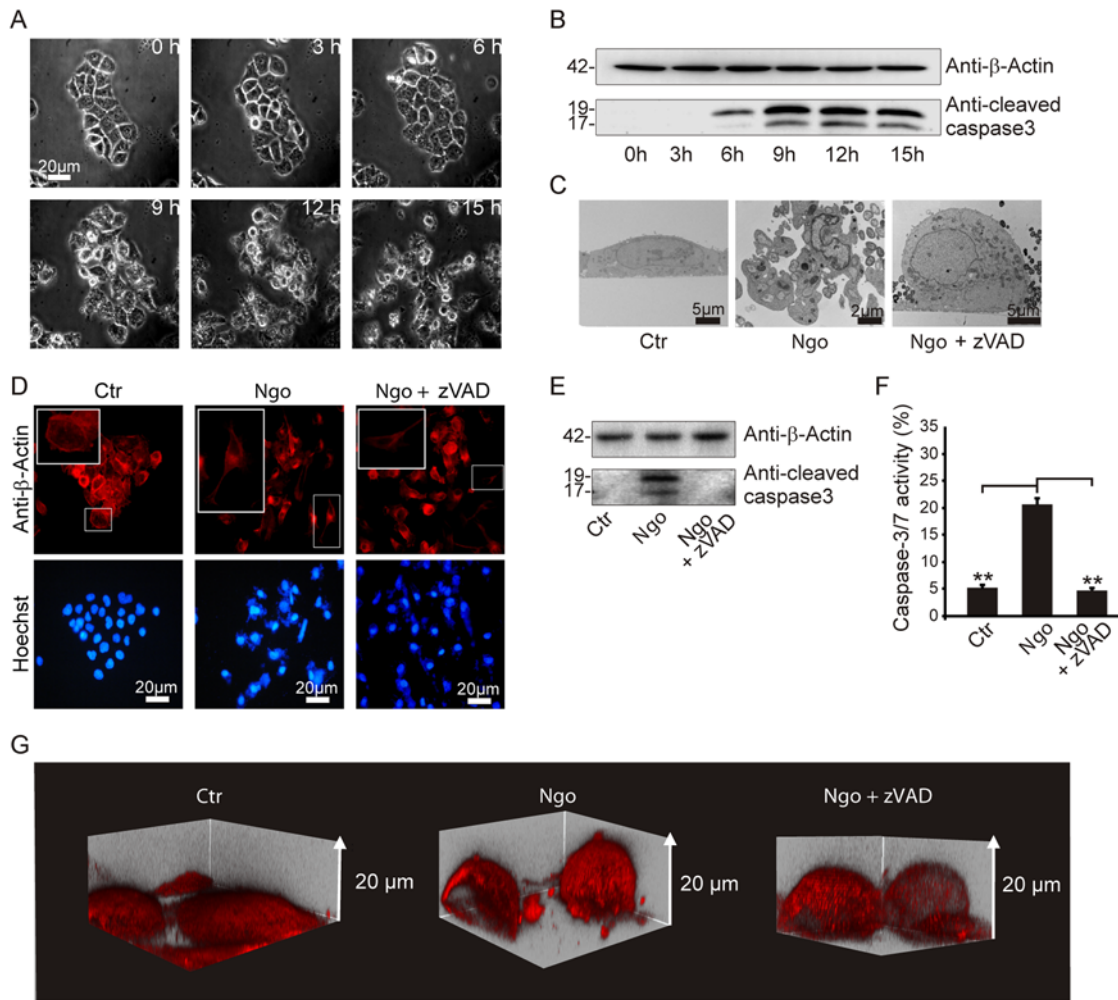 A
0 h
3 h
6 h
20μm
9 h
12 h
15 h
B
42-
Anti-β-Actin
19-
17-
Anti-cleaved
caspase3
0h 3h 6h 9h 12h 15h
C
5μm
2μm
5μm
Ctr Ngo Ngo + zVAD
D
Ctr Ngo Ngo + zVAD
Anti-β-Actin
Hoechst
20μm
20μm
20μm
E
42-
Anti-β-Actin
19-
17-
Anti-cleaved
caspase3
Ctr
Ngo
Ngo
+ zVAD
F
Caspase-3/7 activity (%)
35
30
25
20
15
10
5
0
**
**
Ctr
Ngo
Ngo
+ zVAD
G
Ctr Ngo Ngo + zVAD
20 μm
20 μm
20 μm